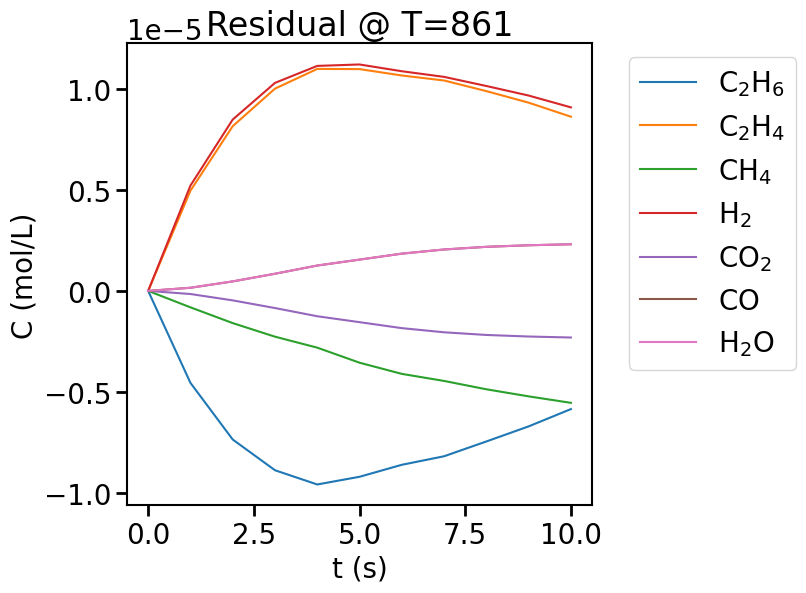 1e−5 Residual @ T=861
1.0
0.5
0.0
−0.5
−1.0
C (mol/L)
0.0 2.5 5.0 7.5 10.0
t (s)
C₂H₆
C₂H₄
CH₄
H₂
CO₂
CO
H₂O